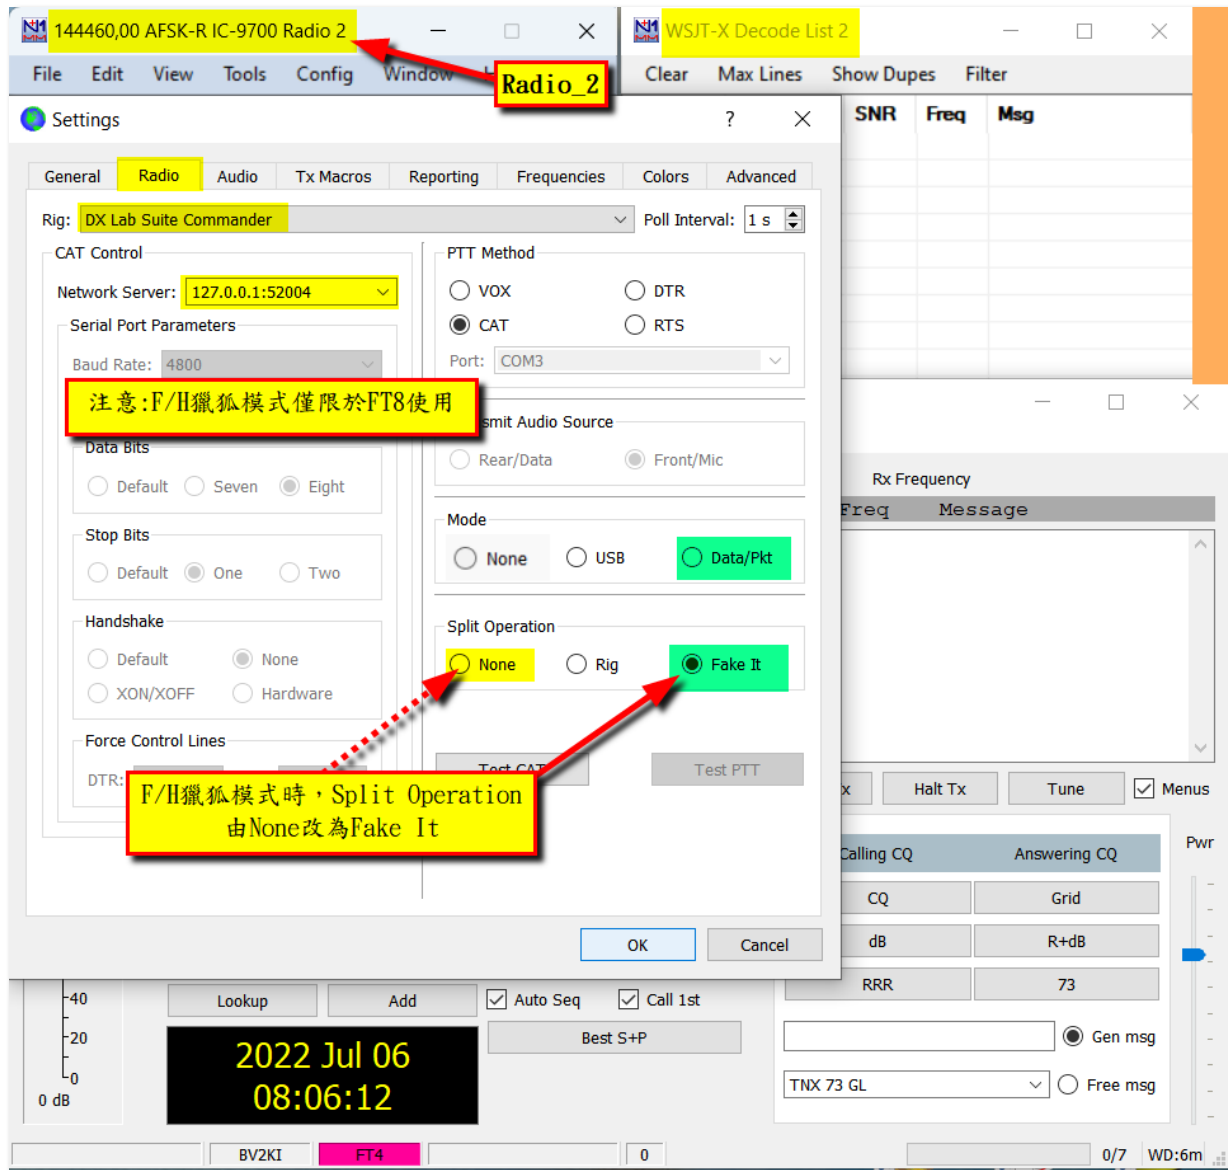 144460,00 AFSK-R IC-9700 Radio 2
WSJT-X Decode List 2
File Edit View Tools Config Window
Radio_2
Clear Max Lines Show Dupes Filter
SNR Freq Msg
Settings
?
General Radio Audio Tx Macros Reporting Frequencies Colors Advanced
Rig: DX Lab Suite Commander
Poll Interval: 1 s
CAT Control
Network Server: 127.0.0.1:52004
Serial Port Parameters
Baud Rate: 4800
注意:F/H獵狐模式僅限於FT8使用
Data Bits
Default Seven Eight
Stop Bits
Default One Two
Handshake
Default None
XON/XOFF Hardware
Force Control Lines
DTR:
PTT Method
VOX DTR
CAT RTS
Port: COM3
smit Audio Source
Rear/Data Front/Mic
Mode
None USB Data/Pkt
Split Operation
None Rig Fake It
Test CAT Test PTT
F/H獵狐模式時，Split Operation
由None改為Fake It
OK Cancel
Rx Frequency
Freq Message
x Halt Tx Tune Menus
Calling CQ Answering CQ
Pwr
CQ Grid
dB R+dB
RRR 73
Gen msg
TNX 73 GL Free msg
-40
-20
0
0 dB
Lookup Add Auto Seq Call 1st
Best S+P
2022 Jul 06
08:06:12
BV2KI FT4 0 0/7 WD:6m